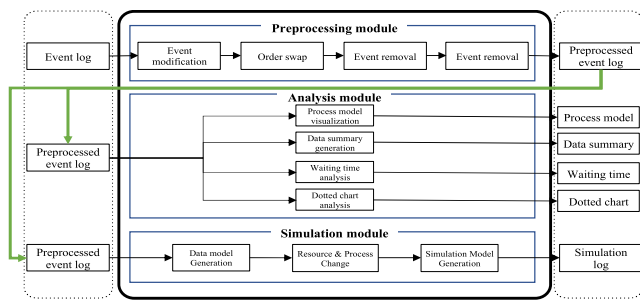 Preprocessing module
Event log
Event
modification
Order swap
Event removal
Event removal
Preprocessed
event log
Analysis module
Preprocessed
event log
Process model
visualization
Data summary
generation
Waiting time
analysis
Dotted chart
analysis
Process model
Data summary
Waiting time
Dotted chart
Simulation module
Preprocessed
event log
Data model
Generation
Resource & Process
Change
Simulation Model
Generation
Simulation
log